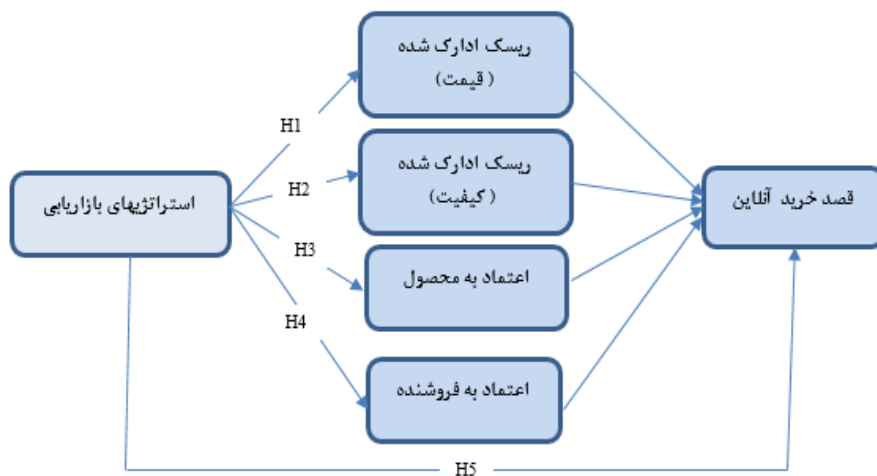 ریسک ادارک شده
(قیمت)
H1
ریسک ادارک شده
(کیفیت)
H2
استراتژیهای بازاریابی
قصد خرید آنلاین
H3
اعتماد به محصول
H4
اعتماد به فروشنده
H5